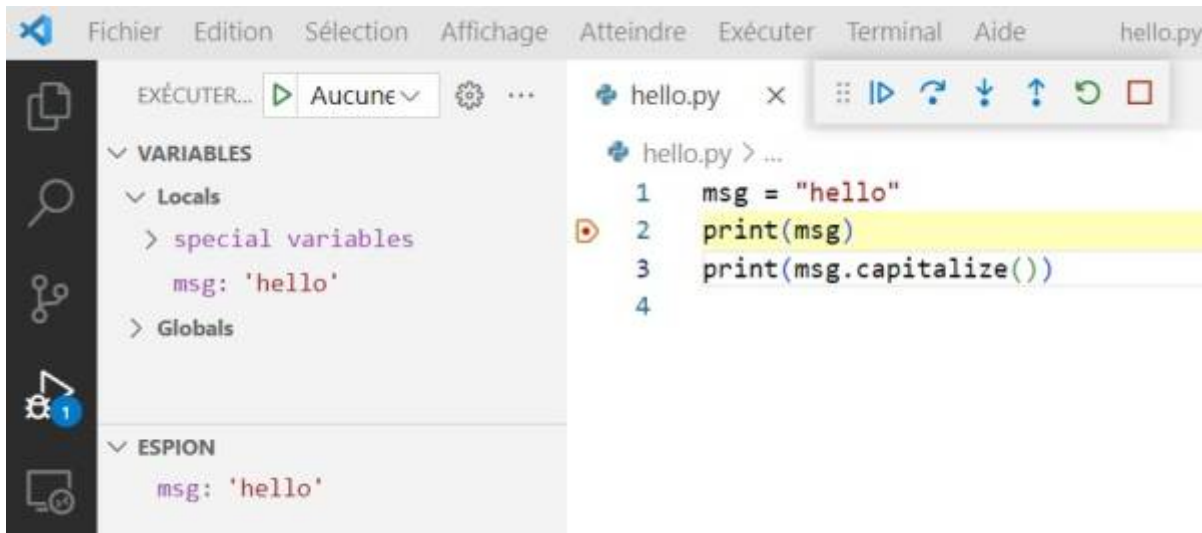 Fichier Edition Sélection Affichage Atteindre Exécuter Terminal Aide hello.py
EXÉCUTER... Aucune
VARIABLES
Locals
special variables
msg: 'hello'
Globals
1
ESPION
msg: 'hello'
hello.py
hello.py > ...
1 msg = "hello"
2 print(msg)
3 print(msg.capitalize())
4